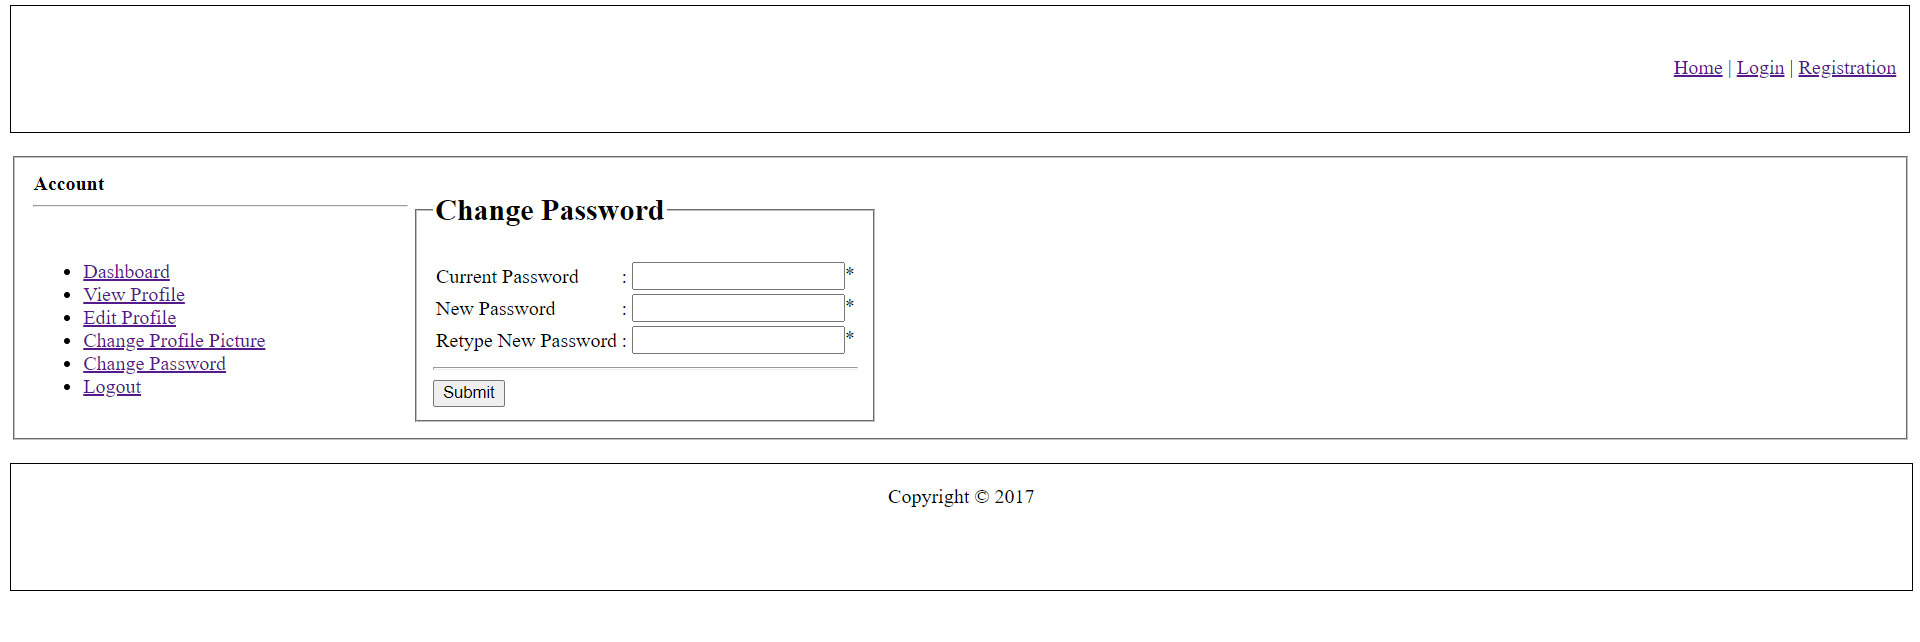 Home | Login | Registration
Account
Dashboard
View Profile
Edit Profile
Change Profile Picture
Change Password
Logout
Change Password
Current Password : *
New Password : *
Retype New Password : *
Submit
Copyright © 2017